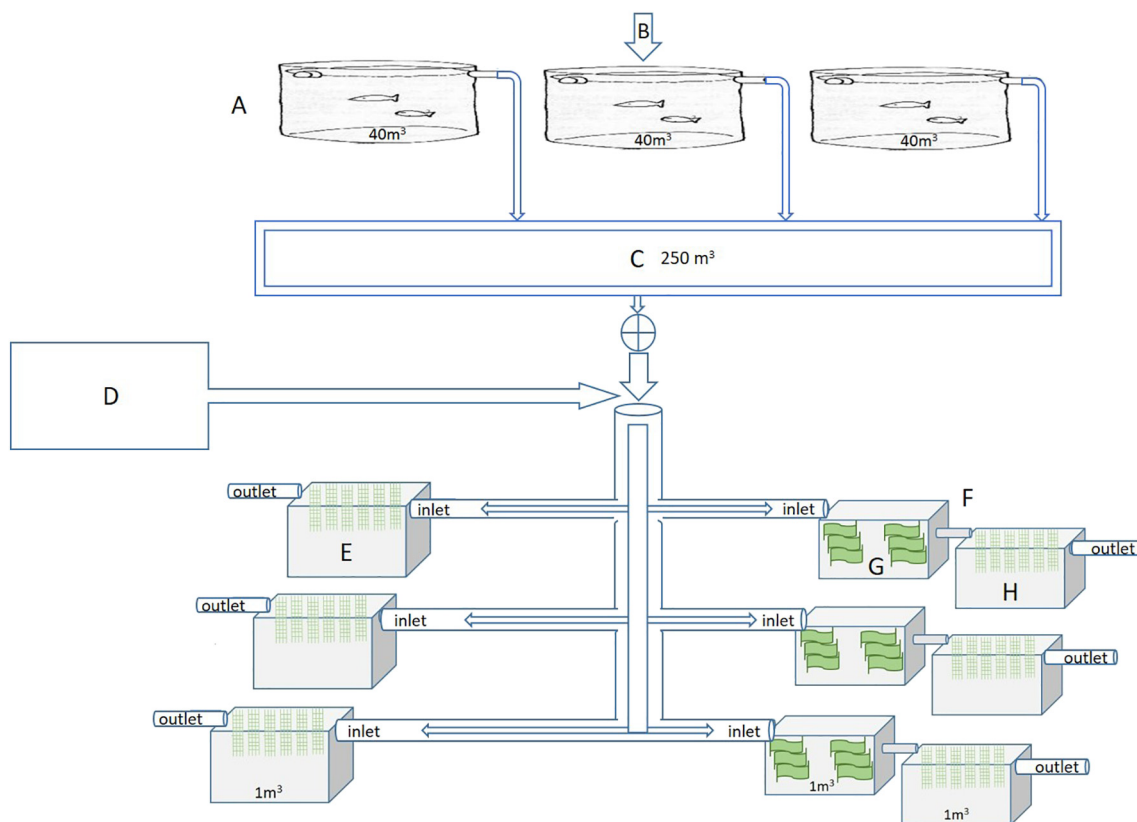 B
A
40m³
40m³
40m³
C 250 m³
D
outlet
inlet
inlet
F
E
G
H
outlet
outlet
inlet
inlet
outlet
outlet
inlet
inlet
outlet
1m³
1m³
1m³